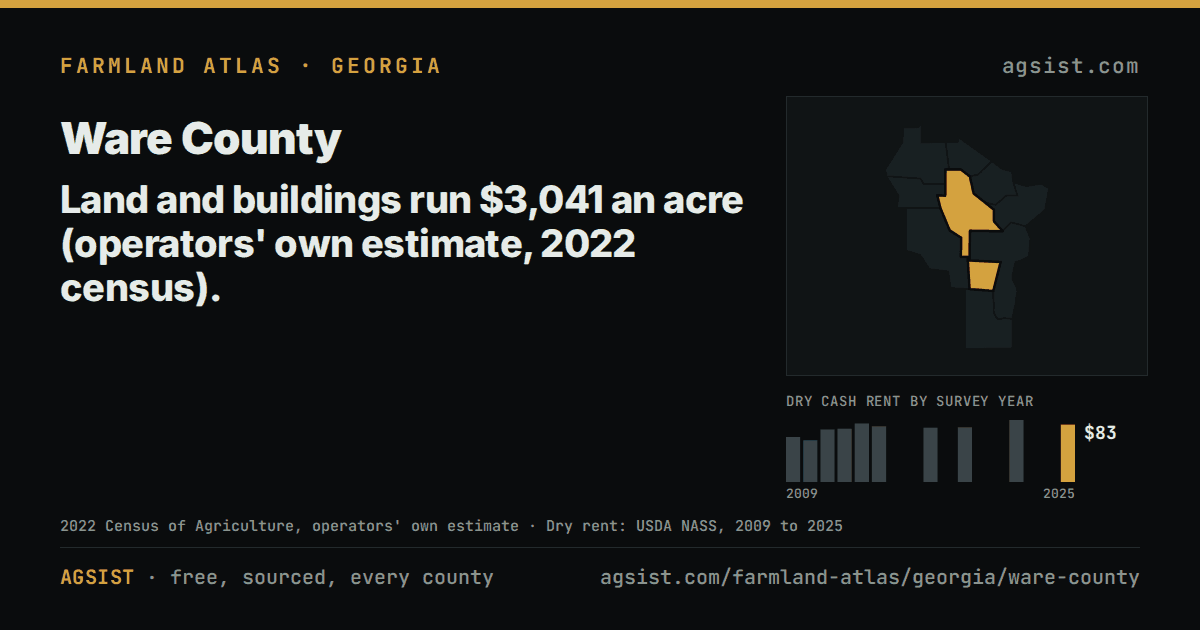 FARMLAND ATLAS · GEORGIA
agsist.com
Ware County
Land and buildings run $3,041 an acre
(operators' own estimate, 2022
census).
DRY CASH RENT BY SURVEY YEAR
$83
2009
2025
2022 Census of Agriculture, operators' own estimate · Dry rent: USDA NASS, 2009 to 2025
AGSIST · free, sourced, every county
agsist.com/farmland-atlas/georgia/ware-county